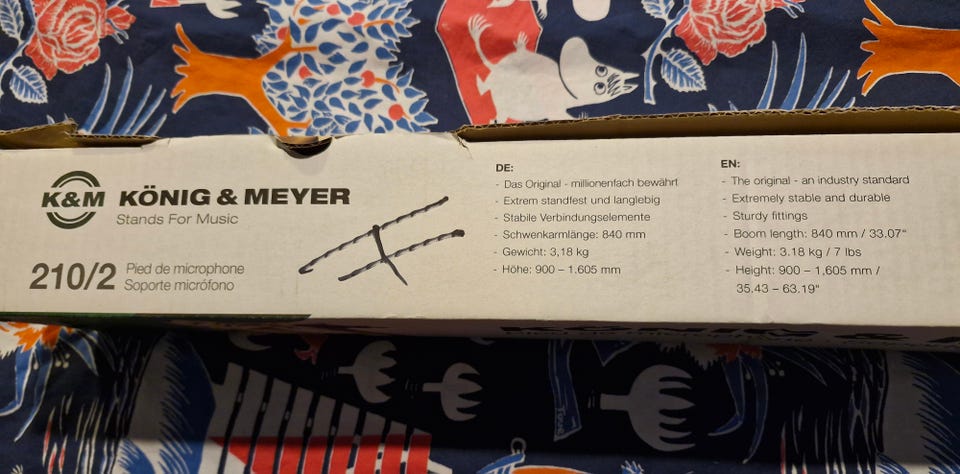 K&M KÖNIG & MEYER
Stands For Music
210/2 Pied de microphone
Soporte micrófono
DE:
- Das Original - millionenfach bewährt
- Extrem standfest und langlebig
- Stabile Verbindungselemente
- Schwenkarmlänge: 840 mm
- Gewicht: 3,18 kg
- Höhe: 900 – 1.605 mm
EN:
- The original - an industry standard
- Extremely stable and durable
- Sturdy fittings
- Boom length: 840 mm / 33.07"
- Weight: 3.18 kg / 7 lbs
- Height: 900 – 1,605 mm /
35.43 – 63.19"
KÖNIG &